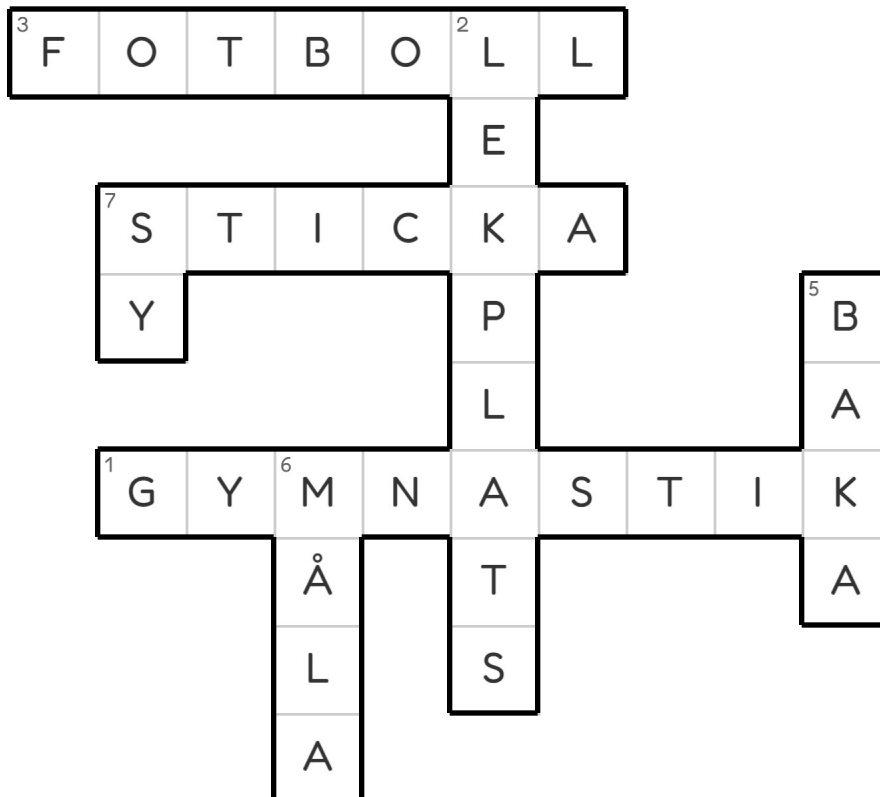 3 F O T B O 2 L L
E
7 S T I C K A
Y P 5 B
L A
1 G Y 6 M N A S T I K
Å T A
L S
A